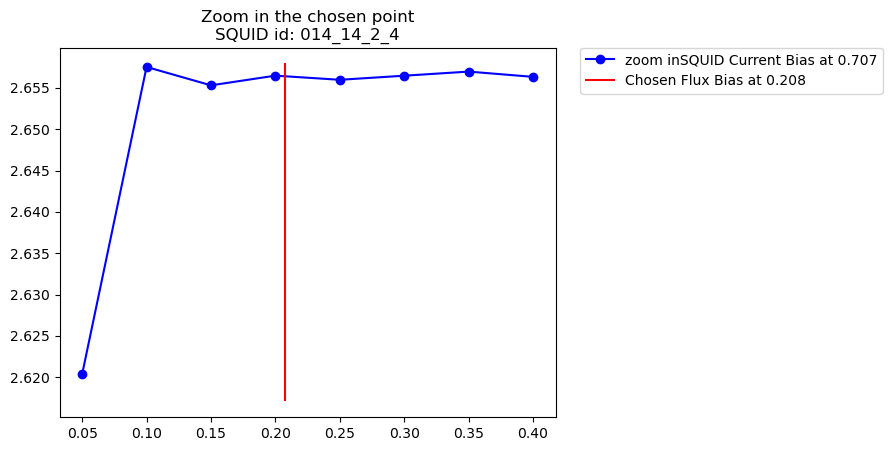 Zoom in the chosen point
SQUID id: 014_14_2_4
zoom inSQUID Current Bias at 0.707
Chosen Flux Bias at 0.208
2.655
2.650
2.645
2.640
2.635
2.630
2.625
2.620
0.05 0.10 0.15 0.20 0.25 0.30 0.35 0.40